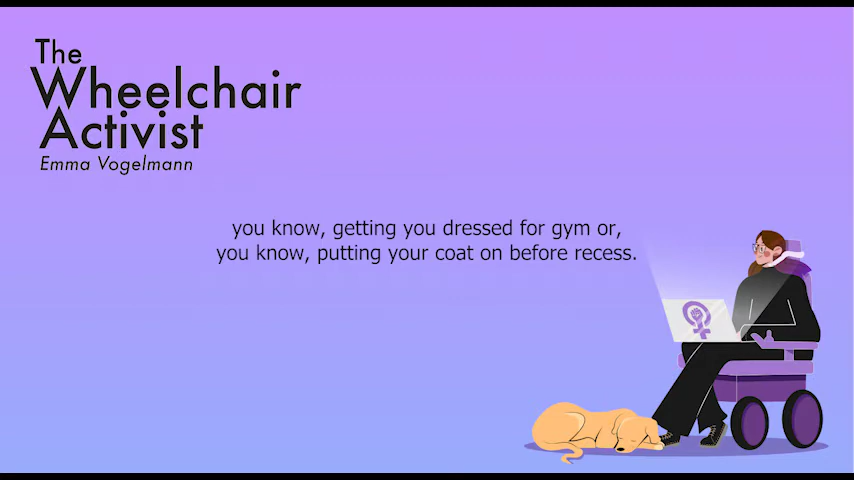 The
Wheelchair
Activist
Emma Vogelmann
you know, getting you dressed for gym or,
you know, putting your coat on before recess.